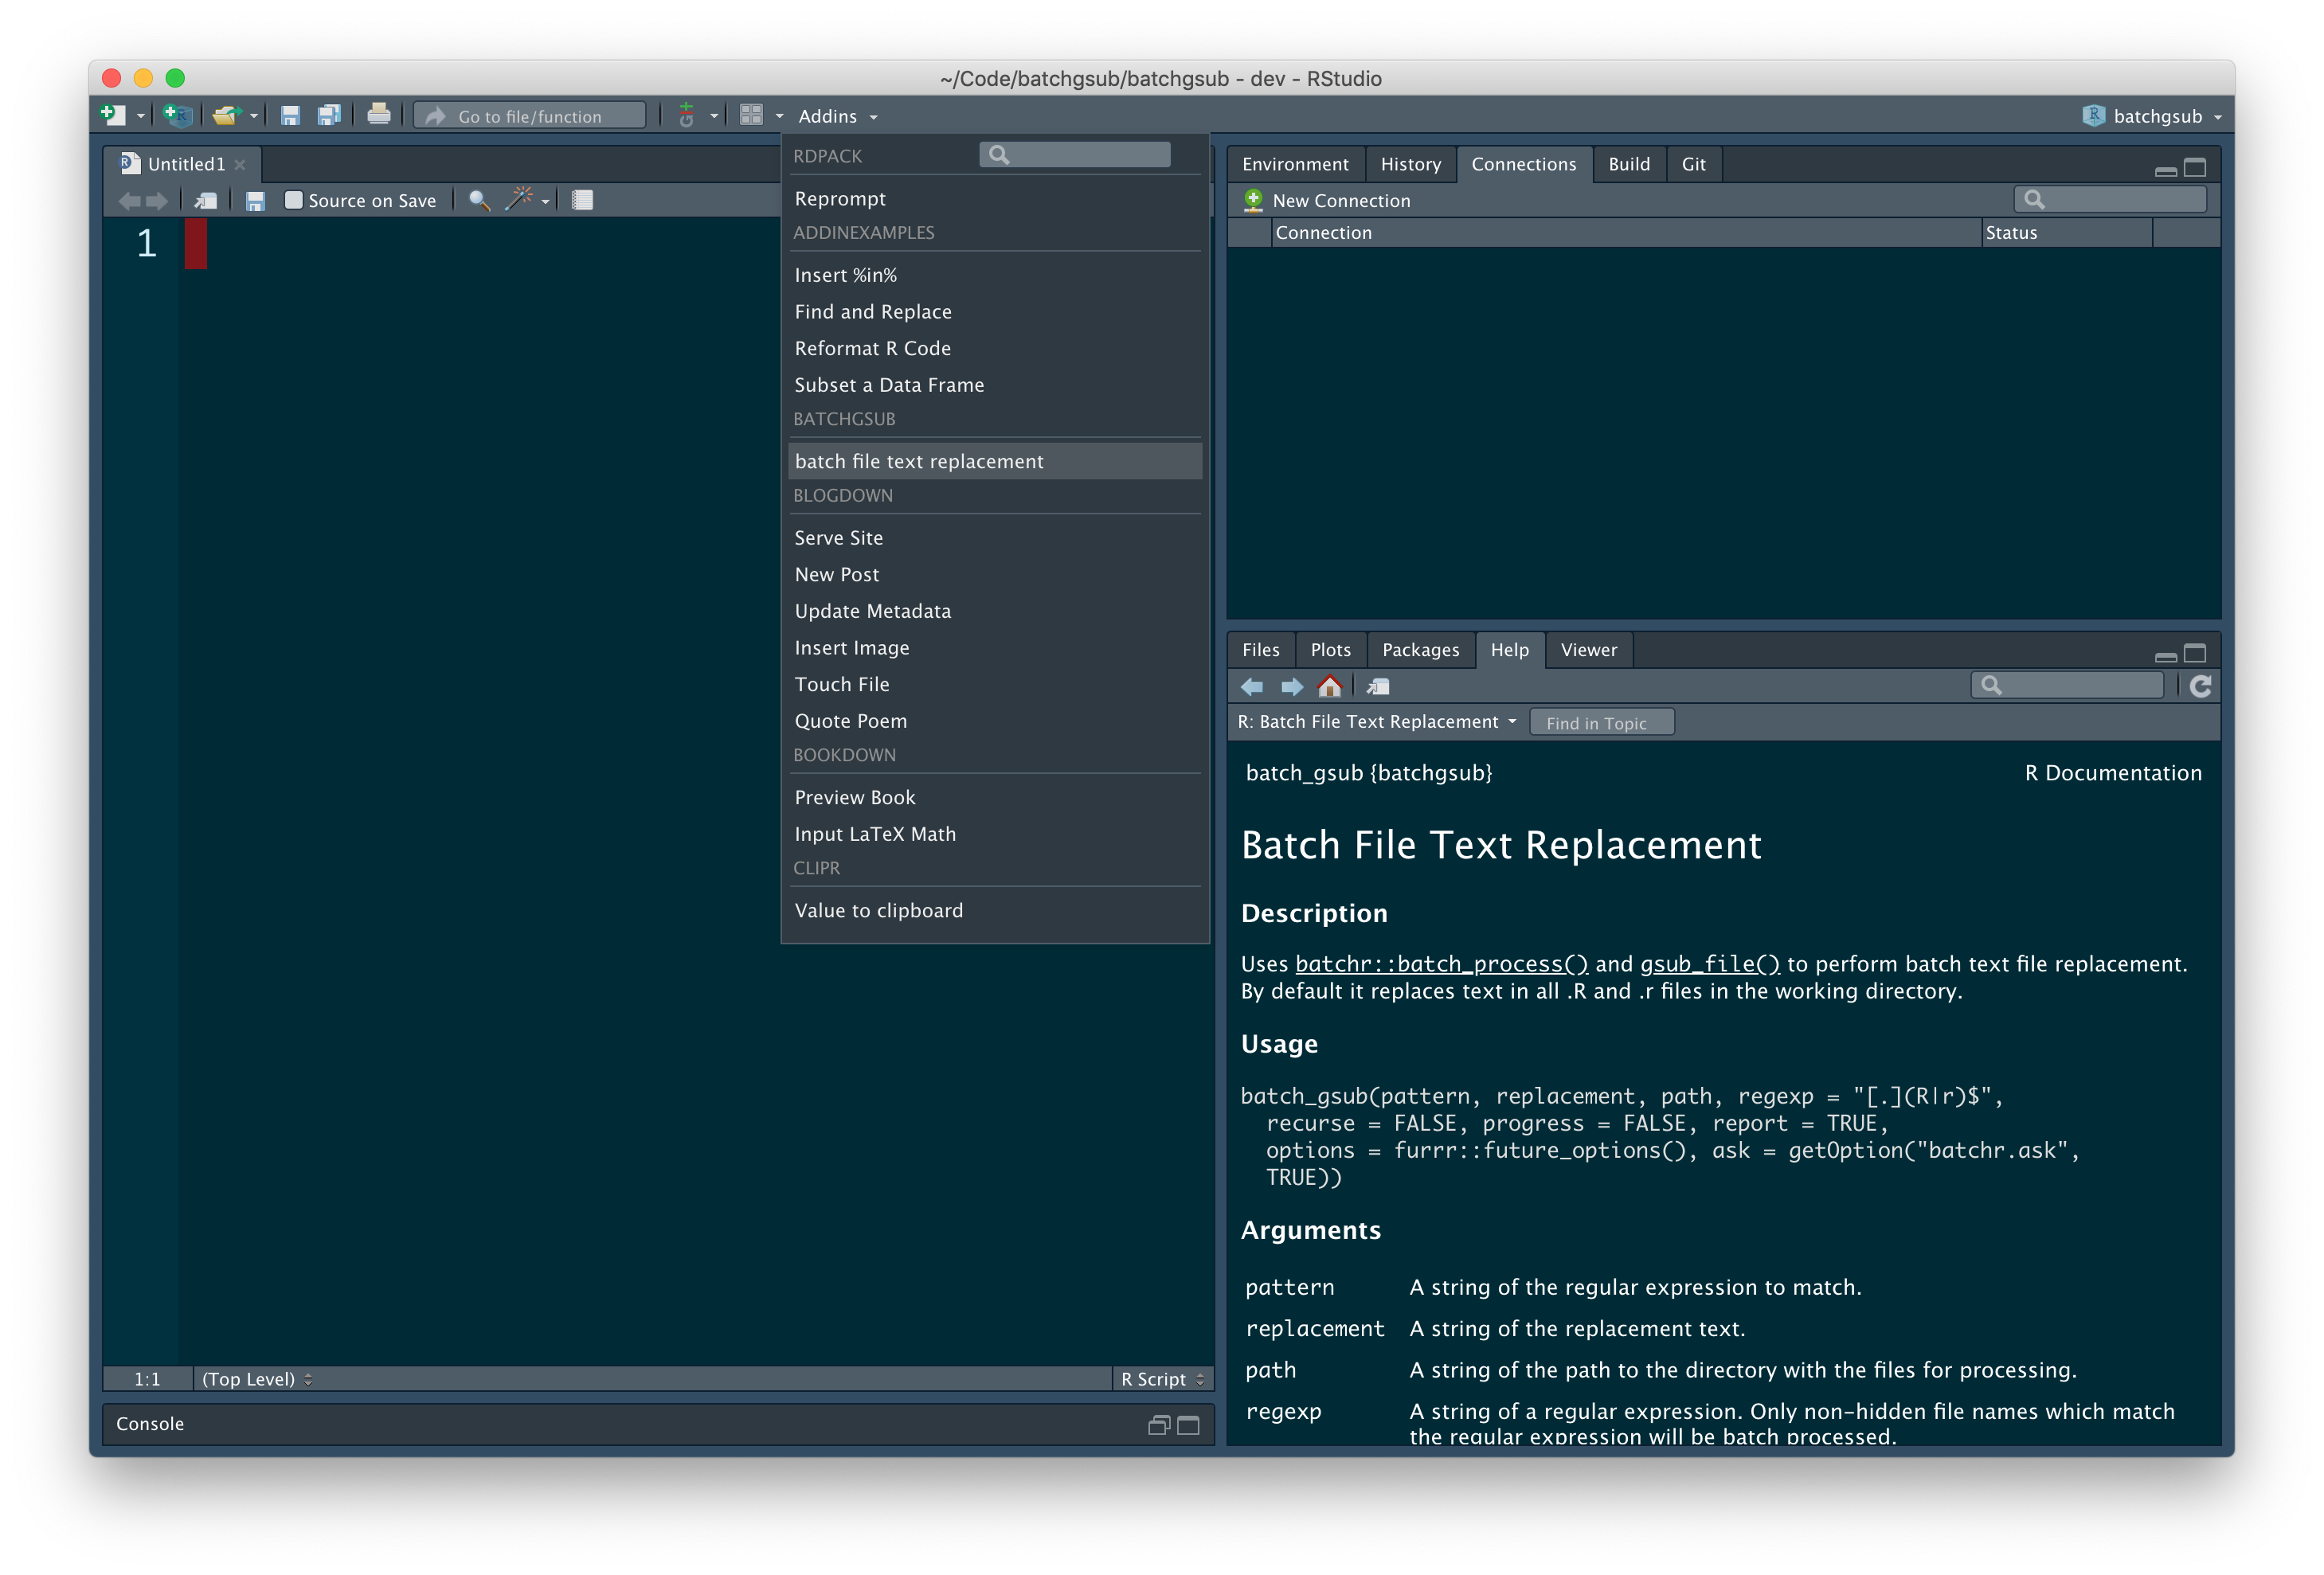 ~/Code/batchgsub/batchgsub - dev - RStudio
Go to file/function
Addins
batchgsub
Untitled1
Source on Save
1
RDPACK
Reprompt
ADDINEXAMPLES
Insert %in%
Find and Replace
Reformat R Code
Subset a Data Frame
BATCHGSUB
batch file text replacement
BLOGDOWN
Serve Site
New Post
Update Metadata
Insert Image
Touch File
Quote Poem
BOOKDOWN
Preview Book
Input LaTeX Math
CLIPR
Value to clipboard
1:1
(Top Level)
R Script
Console
Environment History Connections Build Git
New Connection
Connection Status
Files Plots Packages Help Viewer
R: Batch File Text Replacement Find in Topic
batch_gsub {batchgsub} R Documentation
Batch File Text Replacement
Description
Uses batchr::batch_process() and gsub_file() to perform batch text file replacement.
By default it replaces text in all .R and .r files in the working directory.
Usage
batch_gsub(pattern, replacement, path, regexp = "[.](R|r)$",
recurse = FALSE, progress = FALSE, report = TRUE,
options = furrr::future_options(), ask = getOption("batchr.ask",
TRUE))
Arguments
pattern A string of the regular expression to match.
replacement A string of the replacement text.
path A string of the path to the directory with the files for processing.
regexp A string of a regular expression. Only non-hidden file names which match
the regular expression will be batch processed.